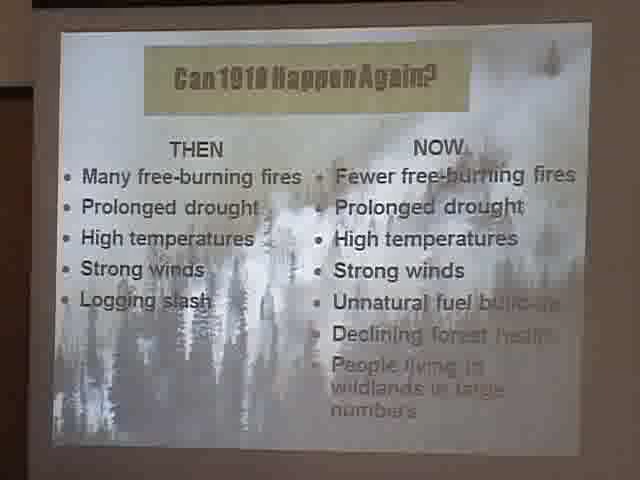 Can 1910 Happen Again?
THEN
• Many free-burning fires
• Prolonged drought
• High temperatures
• Strong winds
• Logging slash
NOW
• Fewer free-burning fires
• Prolonged drought
• High temperatures
• Strong winds
• Unnatural fuel build-up
• Declining forest health
• People living in
wildlands in large
numbers